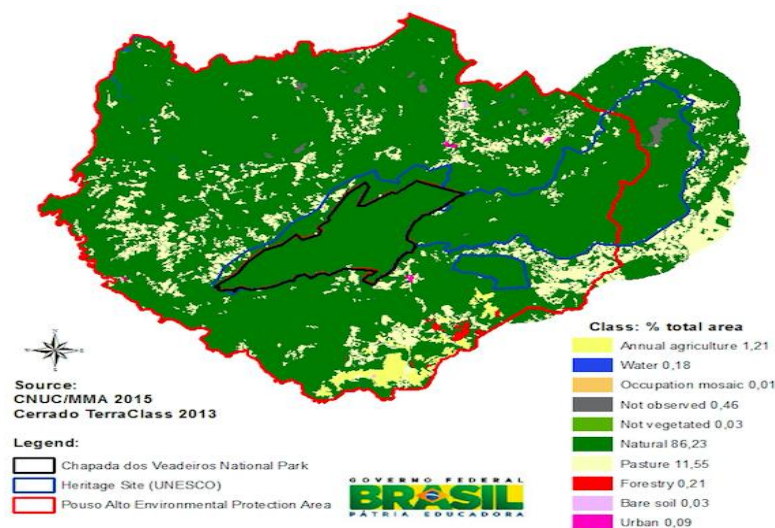 Source:
CNUC/MMA 2015
Cerrado TerraClass 2013
Legend:
Chapada dos Veadeiros National Park
Heritage Site (UNESCO)
Pouso Alto Environmental Protection Area
GOVERNO FEDERAL
BRASIL
PÁTRIA EDUCADORA
Class: % total area
Annual agriculture 1,21
Water 0,18
Occupation mosaic 0,01
Not observed 0,46
Not vegetated 0,03
Natural 86,23
Pasture 11,55
Forestry 0,21
Bare soil 0,03
Urban 0,09